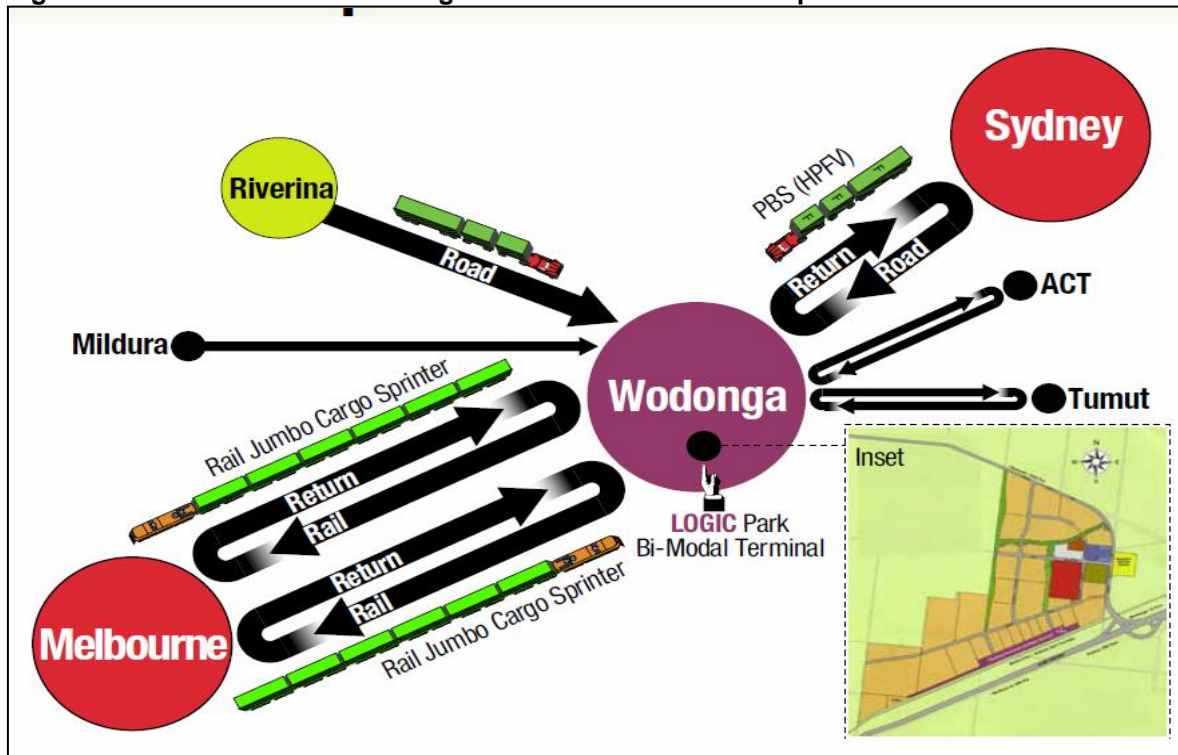 Sydney
PBS (HPFV)
Riverina
Road
Return
Road
ACT
Mildura
Wodonga
Tumut
Rail Jumbo Cargo Sprinter
Return
Rail
Inset
LOGIC Park
Bi-Modal Terminal
Return
Rail
Rail Jumbo Cargo Sprinter
Melbourne